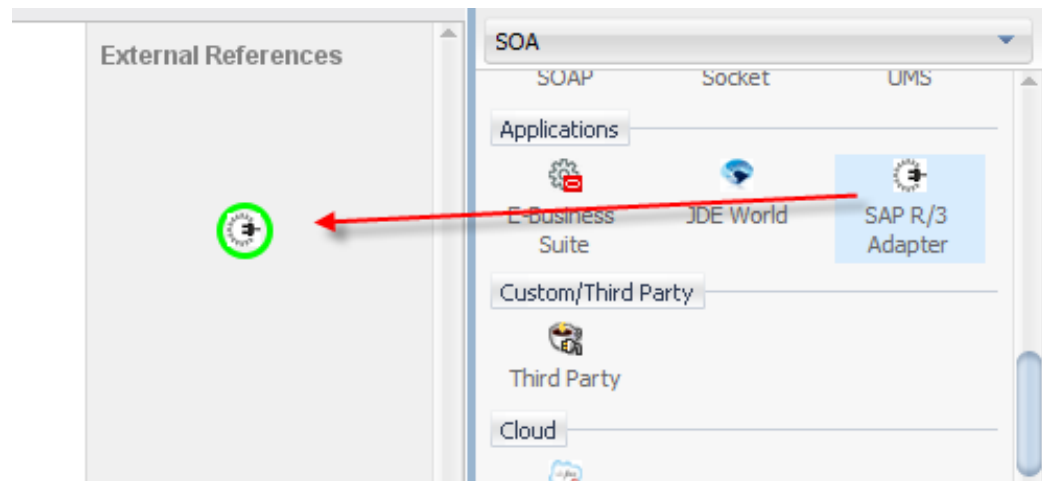 External References
SOA
SOAP Socket UMS
Applications
E-Business JDE World SAP R/3
Suite Adapter
Custom/Third Party
Third Party
Cloud